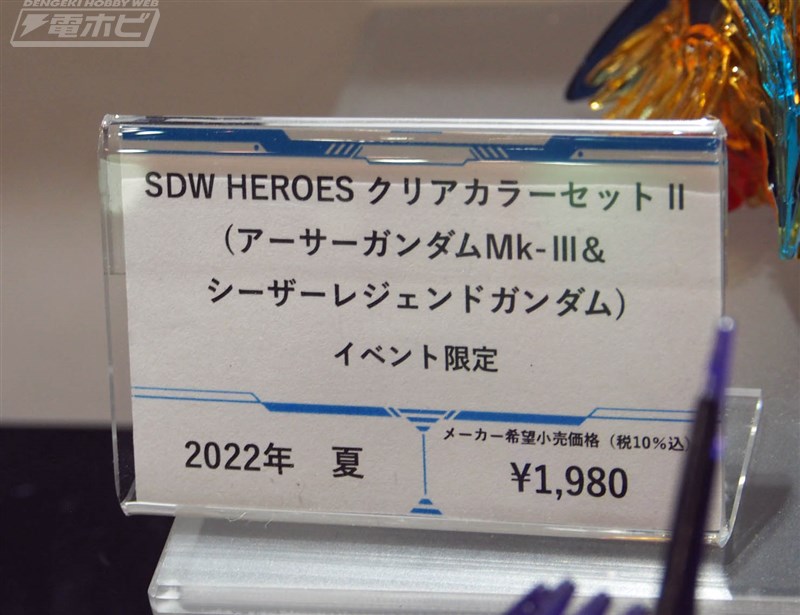 DENGEKI HOBBY WEB
電ホビ
SDW HEROES クリアカラーセットⅡ
(アーサーガンダムMk-Ⅲ&
シーザーレジェンドガンダム)
イベント限定
2022年 夏
メーカー希望小売価格(税10%込)
¥1,980